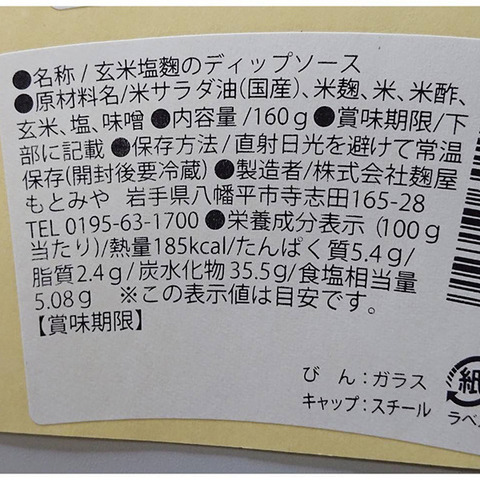 ●名称/玄米塩麹のディップソース
●原材料名/米サラダ油(国産)、米麹、米、米酢、
玄米、塩、味噌●内容量/160g●賞味期限/下
部に記載●保存方法/直射日光を避けて常温
保存(開封後要冷蔵)●製造者/株式会社麹屋
もとみや 岩手県八幡平市寺志田165-28
TEL 0195-63-1700●栄養成分表示(100g
当たり)/熱量185kcal/たんぱく質5.4g/
脂質2.4g/炭水化物35.5g/食塩相当量
5.08g ※この表示値は目安です。
【賞味期限】
びん:ガラス
キャップ:スチール
紙
ラベ